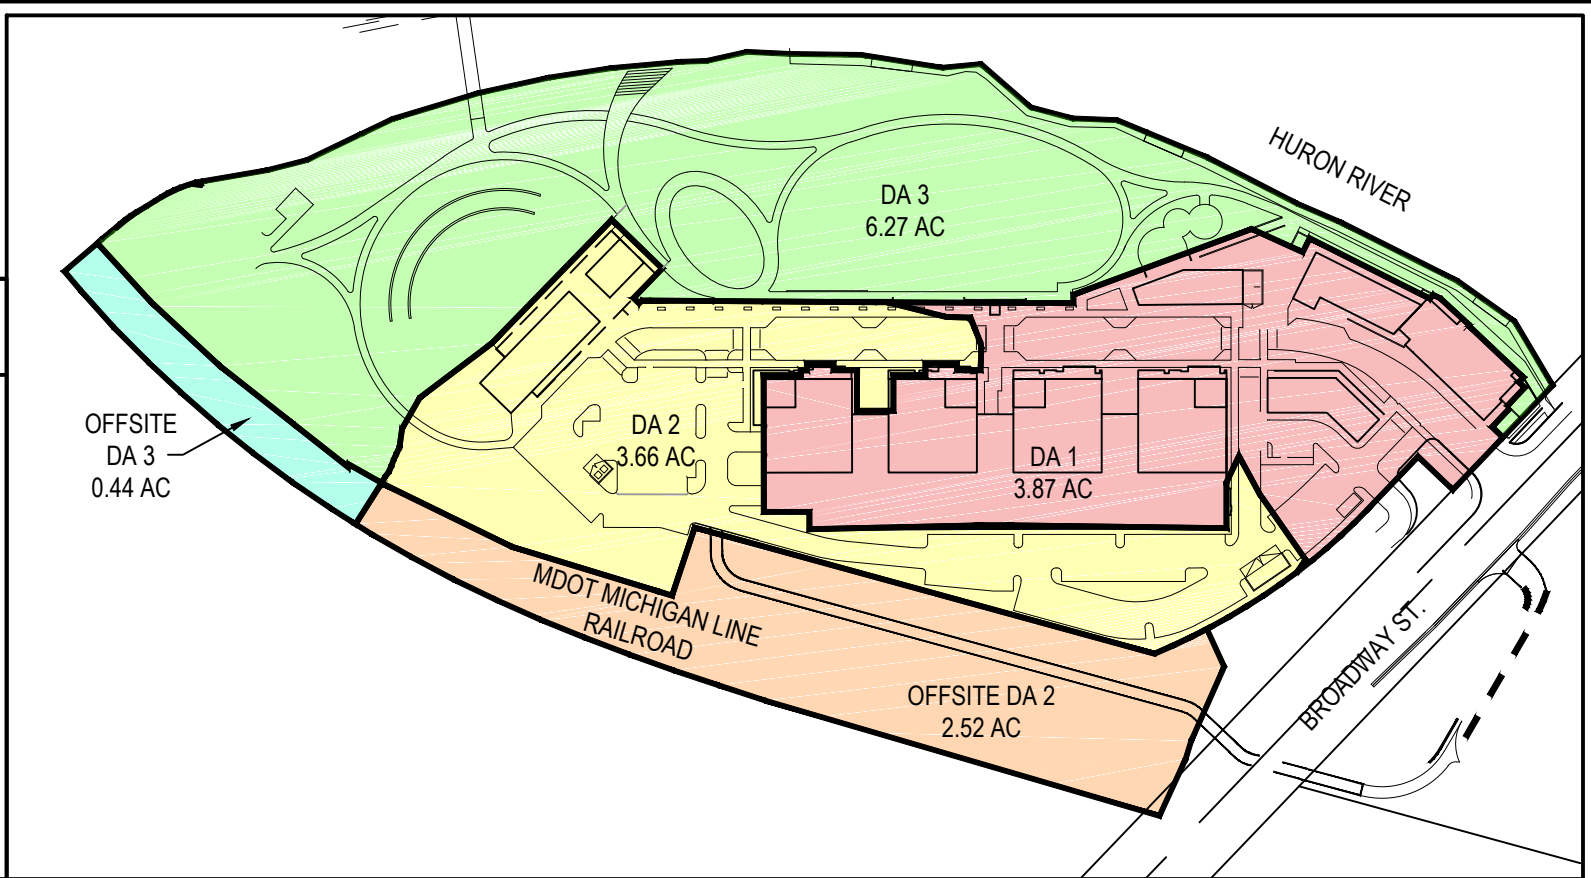 HURON RIVER
DA 3
6.27 AC
OFFSITE
DA 3
0.44 AC
DA 2
3.66 AC
DA 1
3.87 AC
MDOT MICHIGAN LINE
RAILROAD
OFFSITE DA 2
2.52 AC
BROADWAY ST.